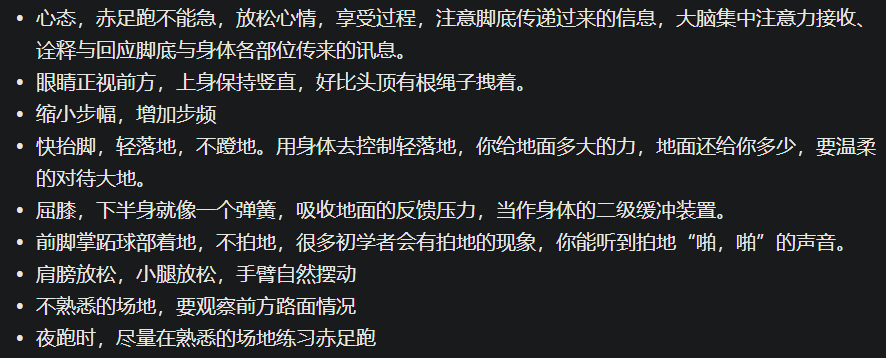 • 心态，赤足跑不能急，放松心情，享受过程，注意脚底传递过来的信息，大脑集中注意力接收、
诠释与回应脚底与身体各部位传来的讯息。
• 眼睛正视前方，上身保持竖直，好比头顶有根绳子拽着。
• 缩小步幅，增加步频
• 快抬脚，轻落地，不蹬地。用身体去控制轻落地，你给地面多大的力，地面还给你多少，要温柔
的对待大地。
• 屈膝，下半身就像一个弹簧，吸收地面的反馈压力，当作身体的二级缓冲装置。
• 前脚掌跖球部着地，不拍地，很多初学者会有拍地的现象，你能听到拍地“啪，啪”的声音。
• 肩膀放松，小腿放松，手臂自然摆动
• 不熟悉的场地，要观察前方路面情况
• 夜跑时，尽量在熟悉的场地练习赤足跑